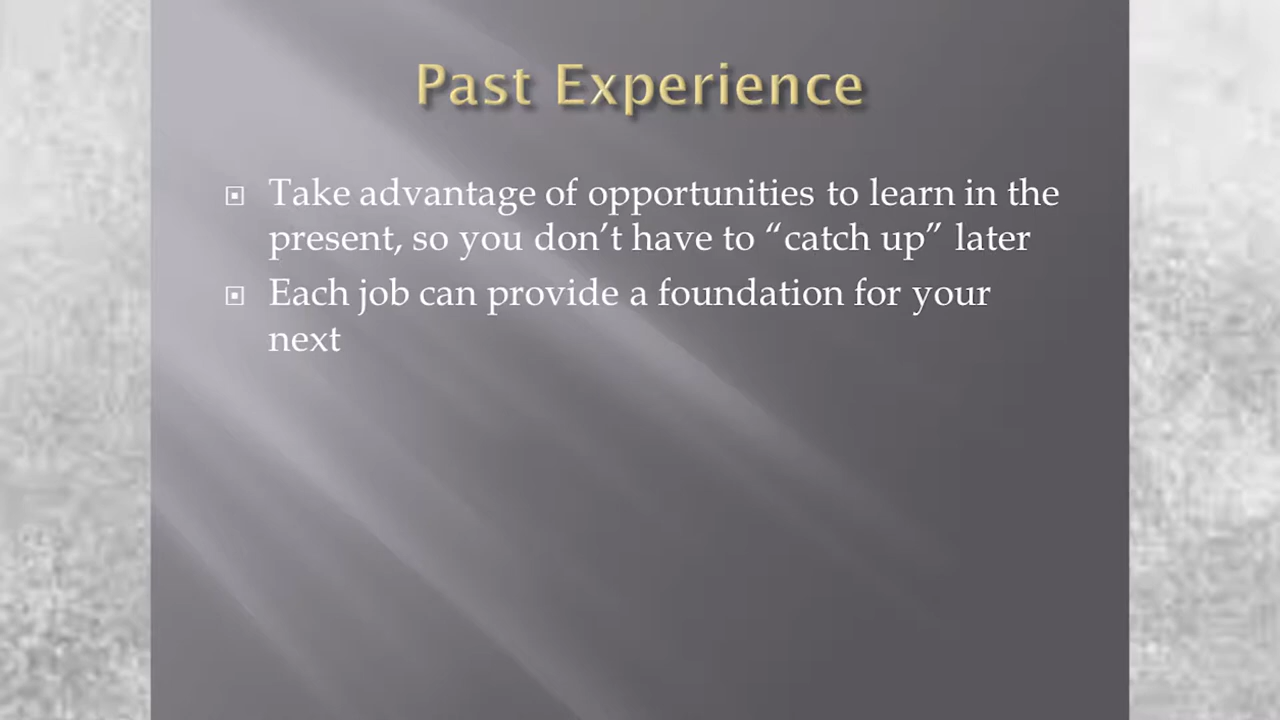 Past Experience
Take advantage of opportunities to learn in the
present, so you don’t have to “catch up” later
Each job can provide a foundation for your
next